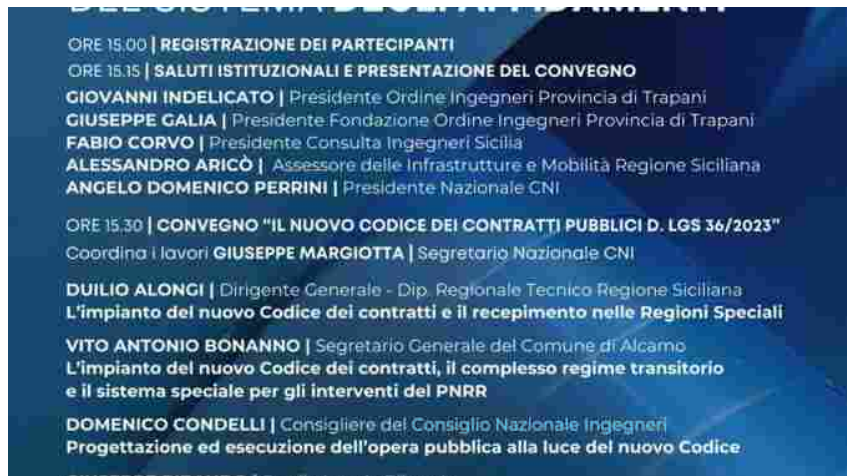 DEL SISTEMA DEGLI AFFIDAMENTI
ORE 15.00 | REGISTRAZIONE DEI PARTECIPANTI
ORE 15.15 | SALUTI ISTITUZIONALI E PRESENTAZIONE DEL CONVEGNO
GIOVANNI INDELICATO | Presidente Ordine Ingegneri Provincia di Trapani
GIUSEPPE GALIA | Presidente Fondazione Ordine Ingegneri Provincia di Trapani
FABIO CORVO | Presidente Consulta Ingegneri Sicilia
ALESSANDRO ARICÒ | Assessore delle Infrastrutture e Mobilità Regione Siciliana
ANGELO DOMENICO PERRINI | Presidente Nazionale CNI
ORE 15.30 | CONVEGNO “IL NUOVO CODICE DEI CONTRATTI PUBBLICI D. LGS 36/2023”
Coordina i lavori GIUSEPPE MARGIOTTA | Segretario Nazionale CNI
DUILIO ALONGI | Dirigente Generale - Dip. Regionale Tecnico Regione Siciliana
L’impianto del nuovo Codice dei contratti e il recepimento nelle Regioni Speciali
VITO ANTONIO BONANNO | Segretario Generale del Comune di Alcamo
L’impianto del nuovo Codice dei contratti, il complesso regime transitorio
e il sistema speciale per gli interventi del PNRR
DOMENICO CONDELLI | Consigliere del Consiglio Nazionale Ingegneri
Progettazione ed esecuzione dell’opera pubblica alla luce del nuovo Codice